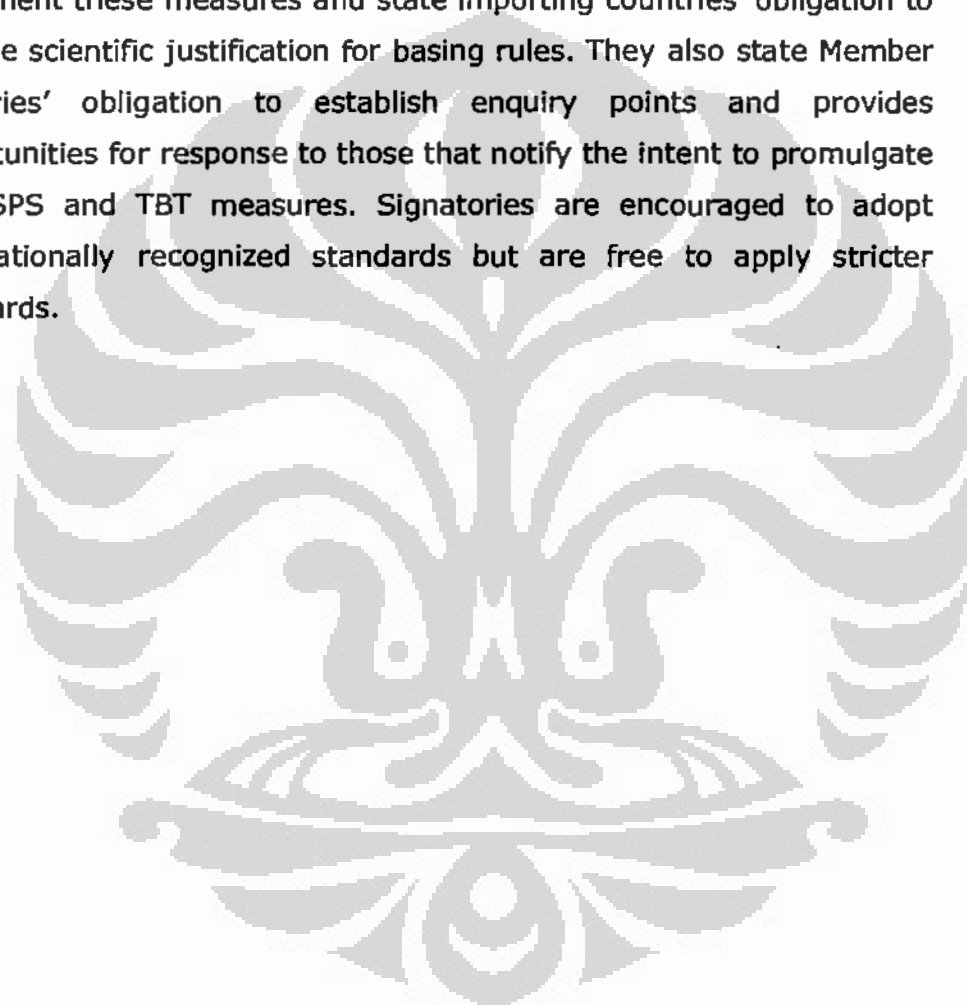 ment these measures and state importing countries' obligation to
e scientific justification for basing rules. They also state Member
ries' obligation to establish enquiry points and provides
tunities for response to those that notify the intent to promulgate
SPS and TBT measures. Signatories are encouraged to adopt
ationally recognized standards but are free to apply stricter
ards.